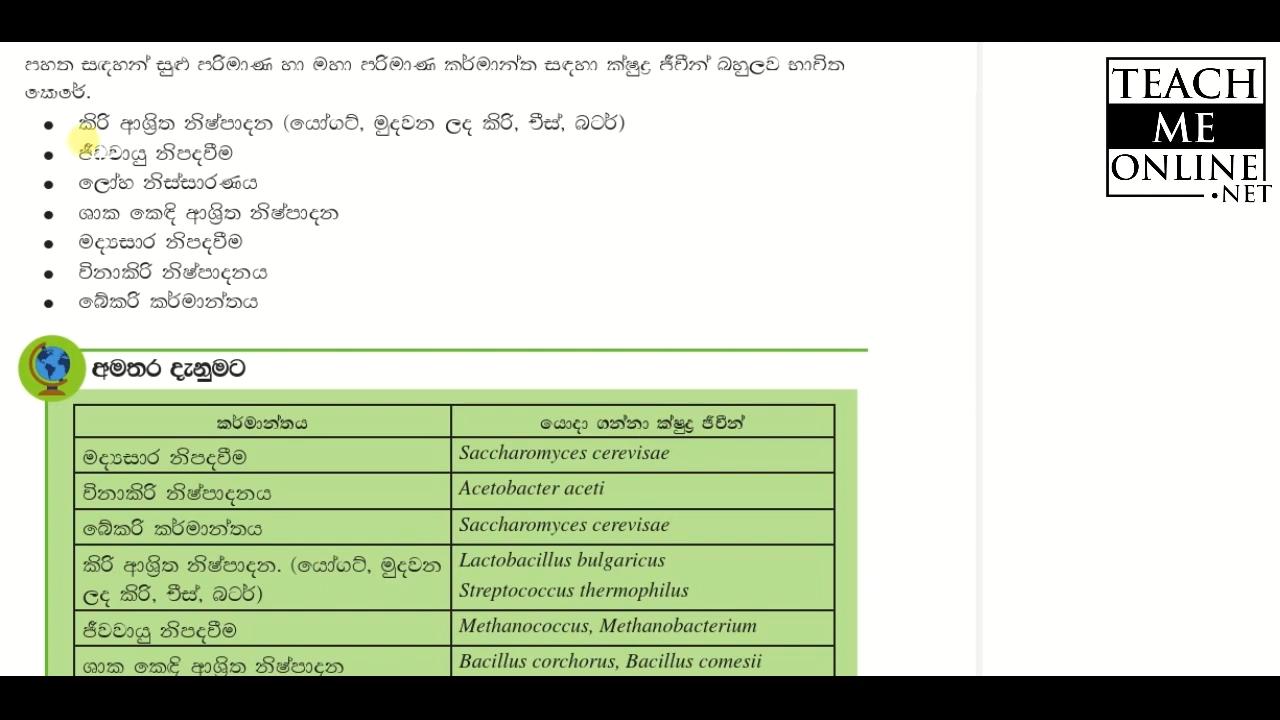 පහත සඳහන් සුළු පරිමාණ හා මහා පරිමාණ කර්මාන්ත සඳහා ක්ෂුද්‍ර ජීවීන් බහුලව භාවිත
කෙරේ.
• කිරි ආශ්‍රිත නිෂ්පාදන (යෝගට්, මුදවන ලද කිරි, චීස්, බටර්)
• ජීවවායු නිපදවීම
• ලෝහ නිස්සාරණය
• ශාක කෙඳි ආශ්‍රිත නිෂ්පාදන
• මද්‍යසාර නිපදවීම
• විනාකිරි නිෂ්පාදනය
• බේකරි කර්මාන්තය
අමතර දැනුමට
කර්මාන්තය යොදා ගන්නා ක්ෂුද්‍ර ජීවීන්
මද්‍යසාර නිපදවීම Saccharomyces cerevisae
විනාකිරි නිෂ්පාදනය Acetobacter aceti
බේකරි කර්මාන්තය Saccharomyces cerevisae
කිරි ආශ්‍රිත නිෂ්පාදන. (යෝගට්, මුදවන Lactobacillus bulgaricus
ලද කිරි, චීස්, බටර්) Streptococcus thermophilus
ජීවවායු නිපදවීම Methanococcus, Methanobacterium
ශාක කෙඳි ආශ්‍රිත නිෂ්පාදන Bacillus corchorus, Bacillus comesii
TEACH
ME
ONLINE
.NET